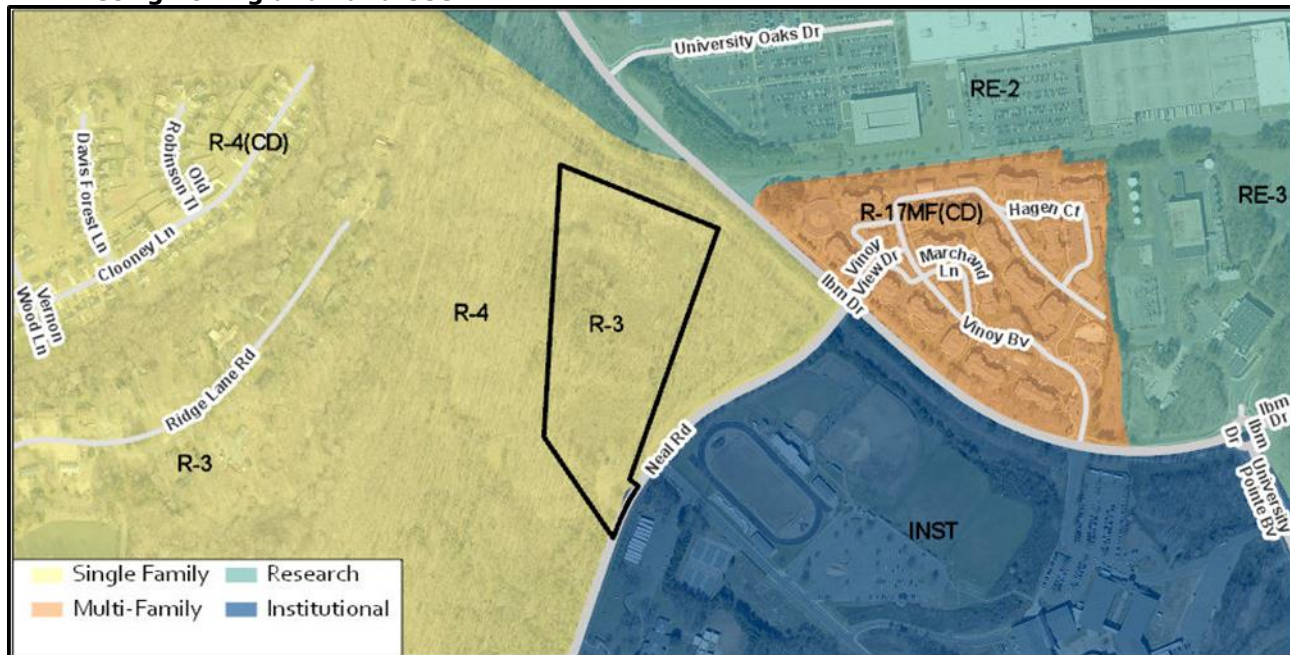 University Oaks Dr
RE-2
R-4(CD)
Davis Forest Ln
Old
Robinson Tl
Clooney Ln
Vernon
Wood Ln
Ridge Lane Rd
R-3
R-4
R-3
R-17MF(CD)
Hagen Ct
Vinoy
View Dr
Marchand
Ln
Vinoy Bv
Ibm Dr
RE-3
Ibm
Dr
Ibm
Dr
University
Pointe Bv
Neal Rd
INST
Single Family
Research
Multi-Family
Institutional